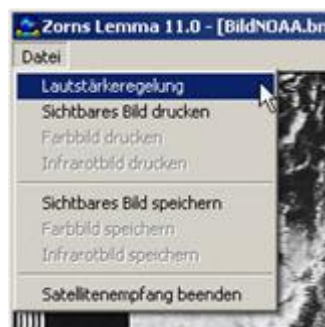 Zorns Lemma 11.0 - [BildNOAA.bm
Datei
Lautstärkeregelung
Sichtbares Bild drucken
Farbbild drucken
Infrarotbild drucken
Sichtbares Bild speichern
Farbbild speichern
Infrarotbild speichern
Satellitenempfang beenden